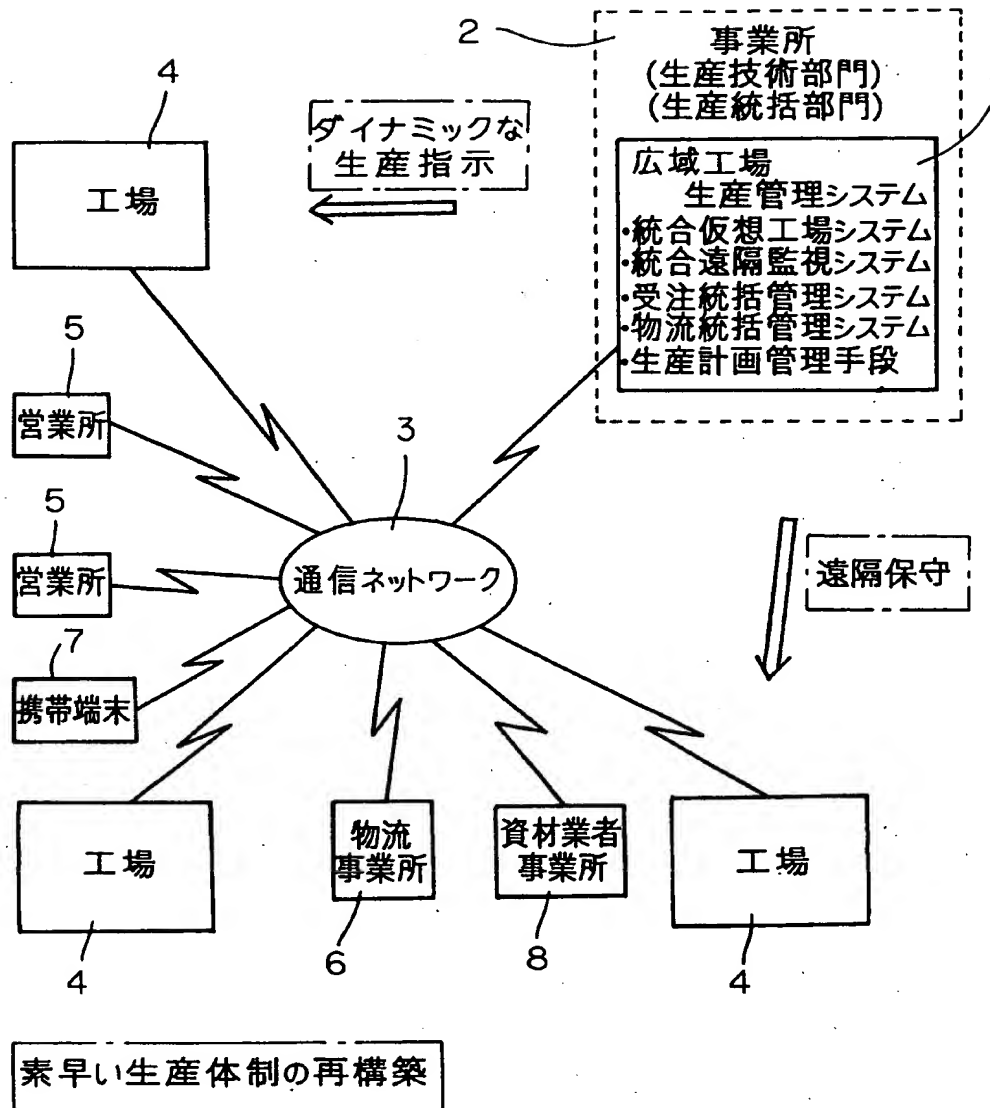 2
事業所
(生産技術部門)
(生産統括部門)
4
ダイナミックな
生産指示
工場
広域工場
生産管理システム
・統合仮想工場システム
・統合遠隔監視システム
・受注統括管理システム
・物流統括管理システム
・生産計画管理手段
5
営業所
3
5
営業所
通信ネットワーク
遠隔保守
7
携帯端末
工場
物流
事業所
資材業者
事業所
工場
4
6
8
4
素早い生産体制の再構築